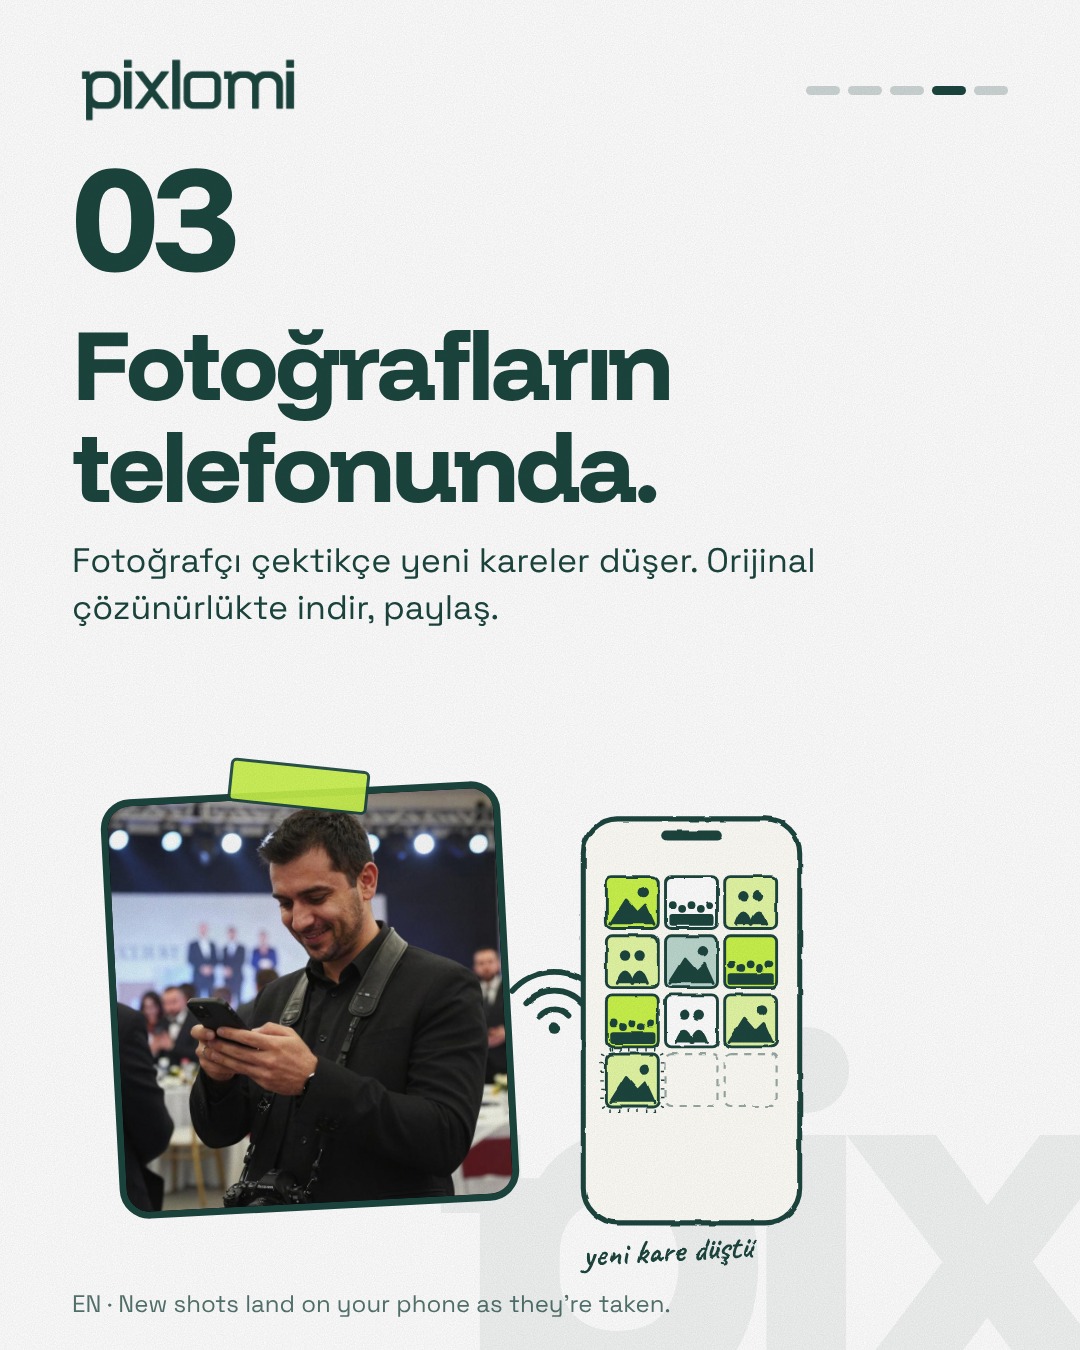 pixlomi
03
Fotoğrafların
telefonunda.
Fotoğrafçı çektikçe yeni kareler düşer. Orijinal
çözünürlükte indir, paylaş.
yeni kare düştü
EN · New shots land on your phone as they're taken.
pix